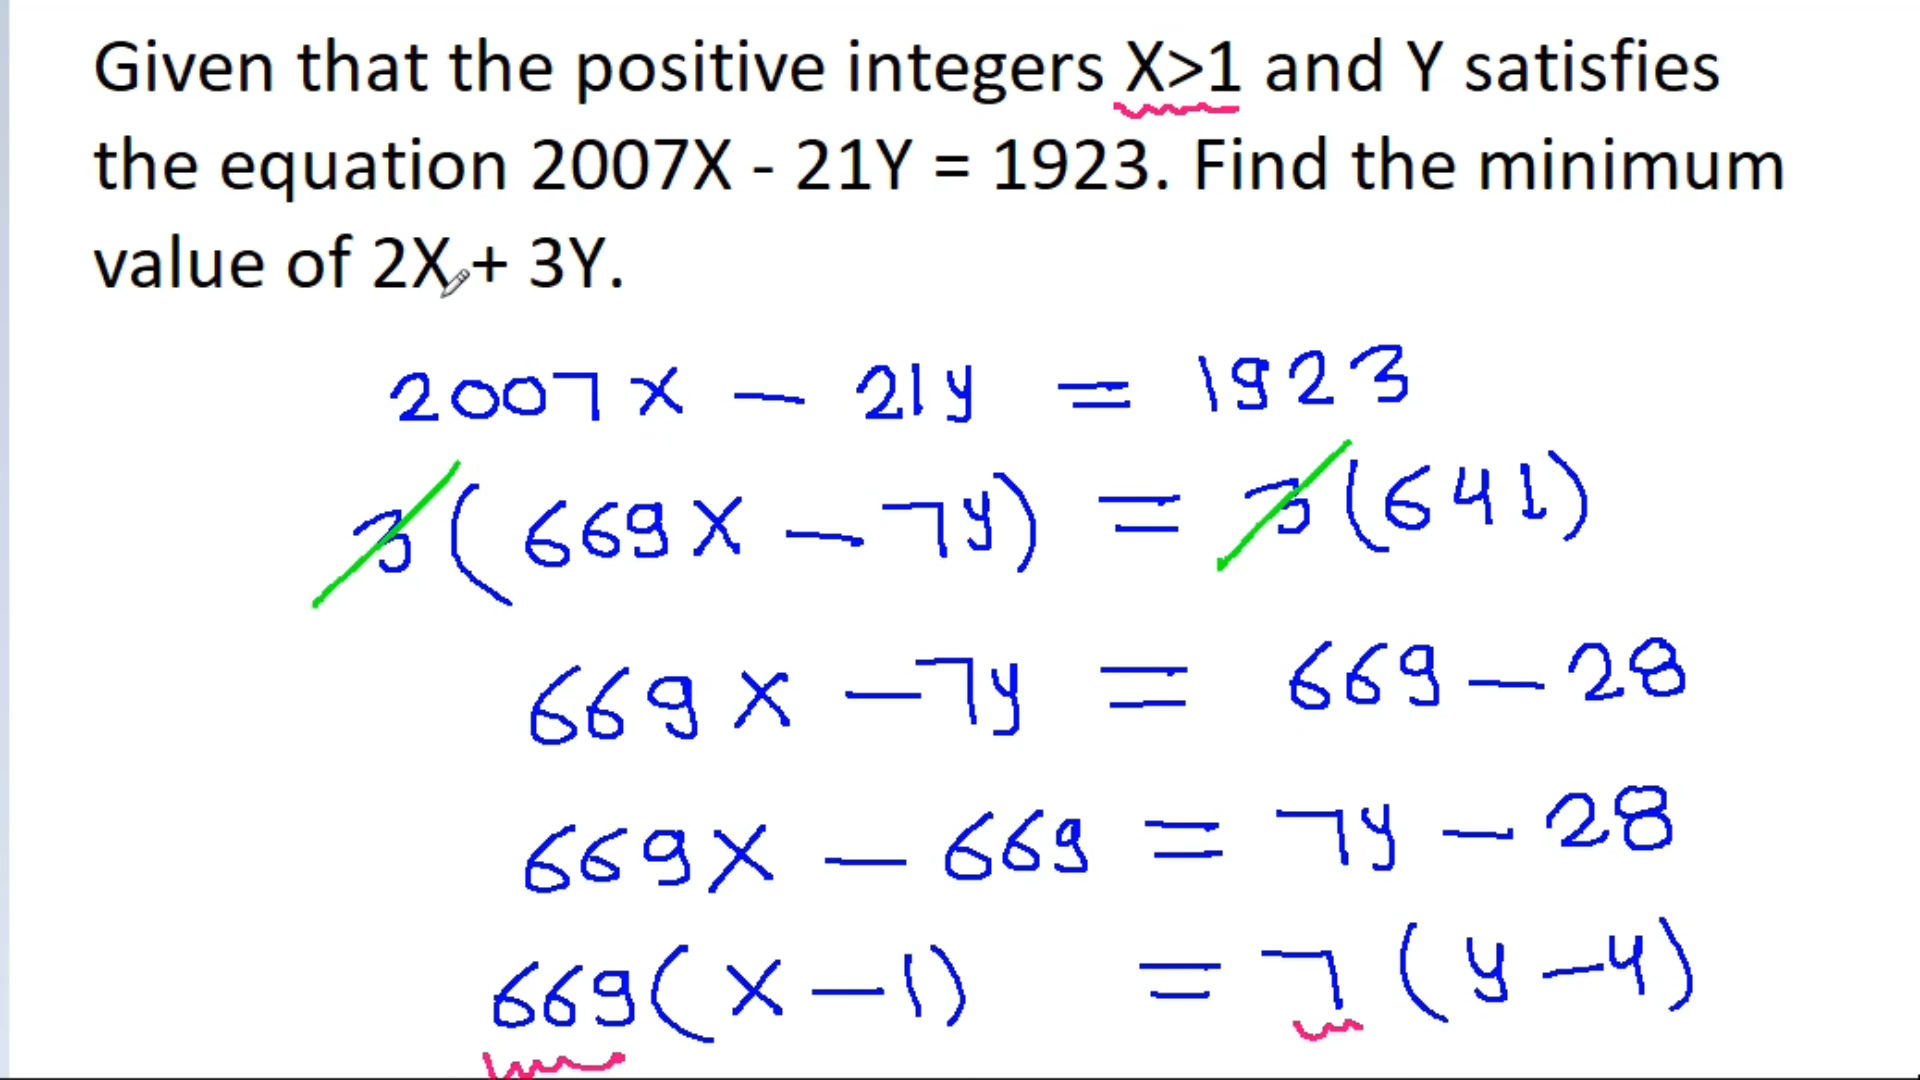 Given that the positive integers X>1 and Y satisfies
the equation 2007X - 21Y = 1923. Find the minimum
value of 2X + 3Y.
2007x - 21y = 1923
3(669x - 7y) = 3(641)
669x - 7y = 669 - 28
669x - 669 = 7y - 28
669(x - 1) = 7(y - 4)